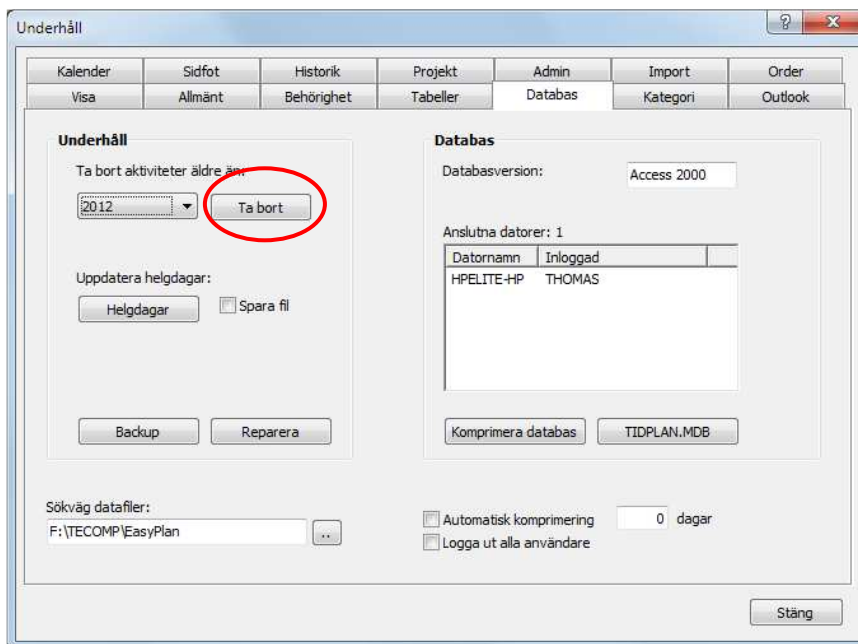 Underhåll
Kalender Sidfot Historik Projekt Admin Import Order
Visa Allmänt Behörighet Tabeller Databas Kategori Outlook
Underhåll
Ta bort aktiviteter äldre än:
2012 Ta bort
Uppdatera helgdagar:
Helgdagar Spara fil
Backup Reparera
Databas
Databasversion: Access 2000
Anslutna datorer: 1
Datornamn Inloggad
HPELITE-HP THOMAS
Komprimera databas TIDPLAN.MDB
Sökväg datafiler:
F:\TECOMP\EasyPlan ..
Automatisk komprimering 0 dagar
Logga ut alla användare
Stäng